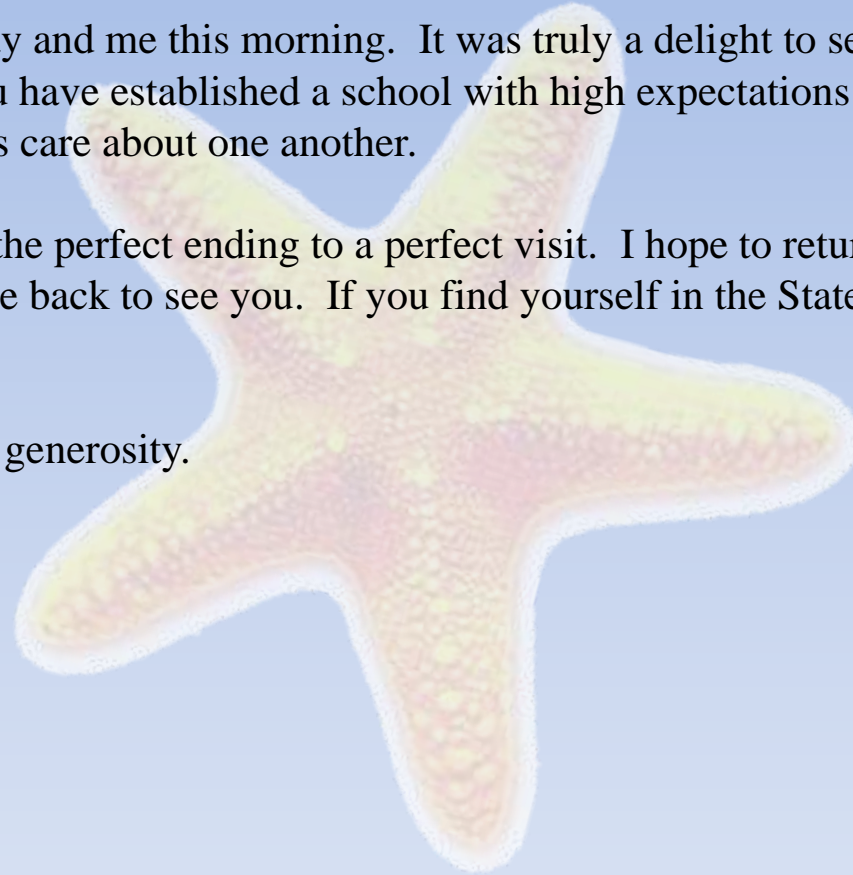 y and me this morning.  It was truly a delight to se
u have established a school with high expectations
s care about one another.
the perfect ending to a perfect visit.  I hope to retur
e back to see you.  If you find yourself in the State
generosity.